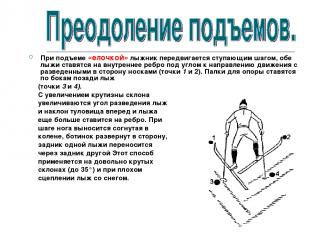 Преодоление подъемов.
При подъеме «елочкой» лыжник передвигается ступающим шагом, обе
лыжи ставятся на внутреннее ребро под углом к направлению движения с
разведенными в сторону носками (точки 1 и 2). Палки для опоры ставятся
по бокам позади лыж
(точки 3 и 4).
С увеличением крутизны склона
увеличиваются угол разведения лыж
и наклон туловища вперед и лыжа
еще больше ставится на ребро. При
шаге нога выносится согнутая в
колене, ботинок развернут в сторону,
задник одной лыжи переносится
через задник другой Этот способ
применяется на довольно крутых
склонах (до 35°) и при плохом
сцеплении лыж со снегом.
1
2
3
4